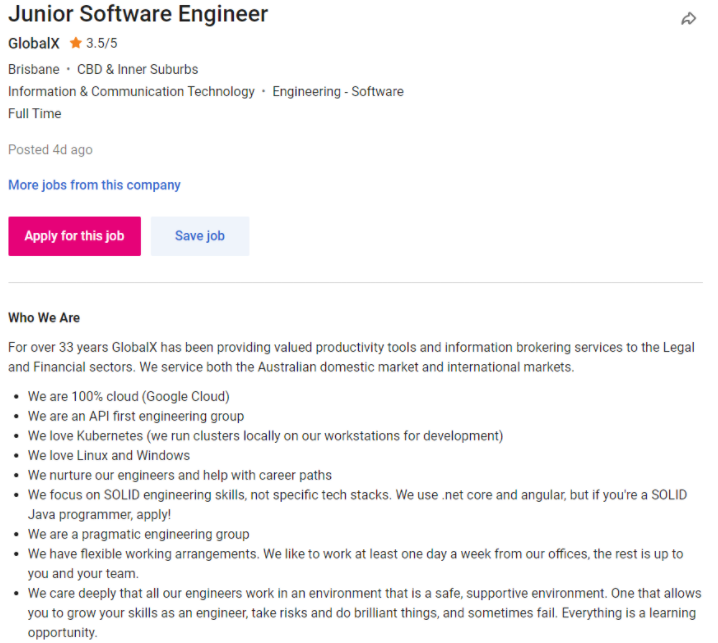 Junior Software Engineer
GlobalX ★ 3.5/5
Brisbane • CBD & Inner Suburbs
Information & Communication Technology • Engineering - Software
Full Time
Posted 4d ago
More jobs from this company
Apply for this job Save job
Who We Are
For over 33 years GlobalX has been providing valued productivity tools and information brokering services to the Legal
and Financial sectors. We service both the Australian domestic market and international markets.
• We are 100% cloud (Google Cloud)
• We are an API first engineering group
• We love Kubernetes (we run clusters locally on our workstations for development)
• We love Linux and Windows
• We nurture our engineers and help with career paths
• We focus on SOLID engineering skills, not specific tech stacks. We use .net core and angular, but if you're a SOLID
Java programmer, apply!
• We are a pragmatic engineering group
• We have flexible working arrangements. We like to work at least one day a week from our offices, the rest is up to
you and your team.
• We care deeply that all our engineers work in an environment that is a safe, supportive environment. One that allows
you to grow your skills as an engineer, take risks and do brilliant things, and sometimes fail. Everything is a learning
opportunity.